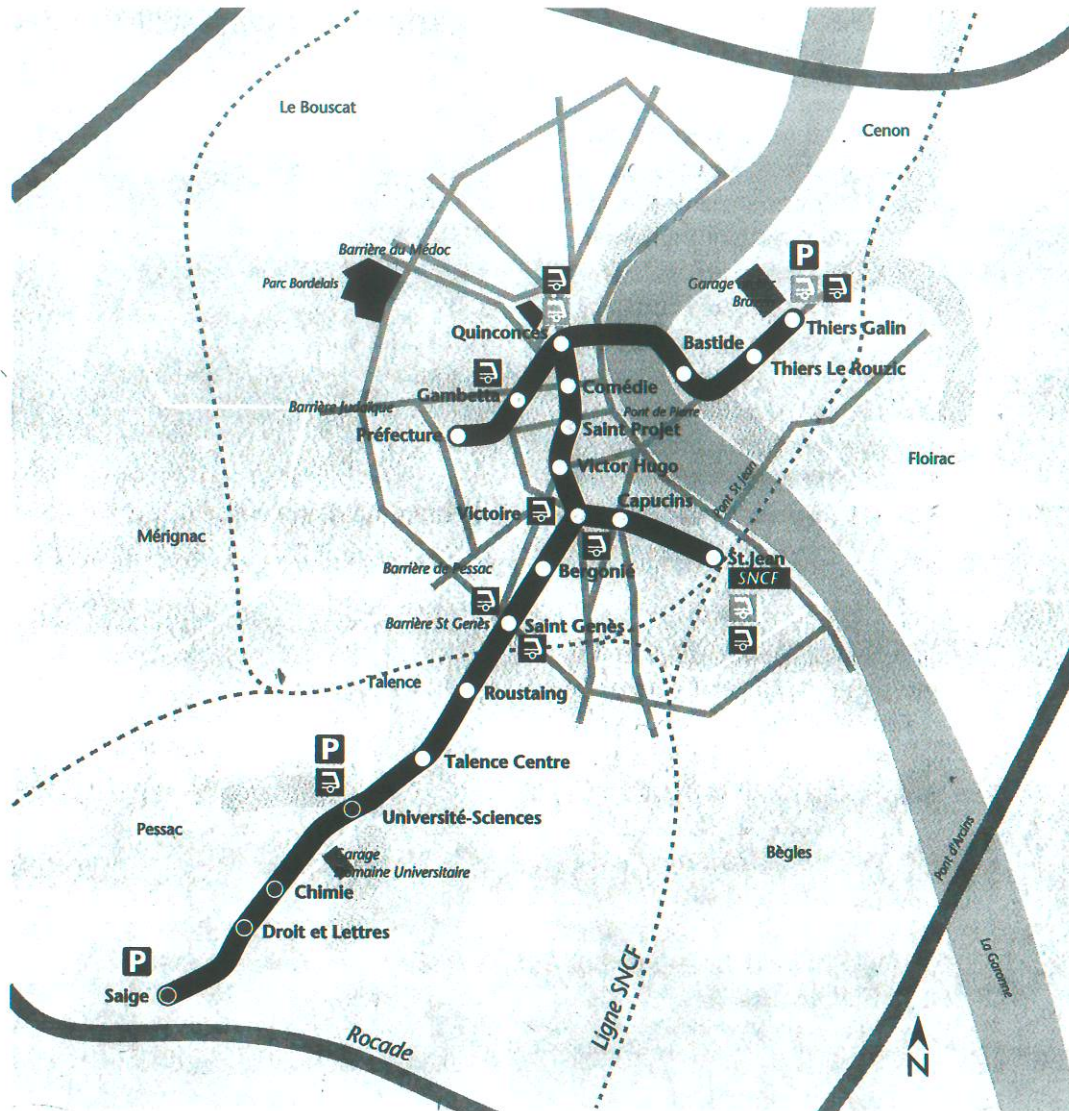 Le Bouscat
Cenon
Barrière du Médoc
Parc Bordelais
P
Garage
Thiers Galin
Quinconces
Bastide
Thiers Le Rouzic
Gambetta
Comédie
Barrière Judaïque
Pont de Pierre
Préfecture
Saint Projet
Victor Hugo
Floirac
Pont St Jean
Capucins
Victoire
Mérignac
St.Jean
SNCF
Barrière de Pessac
Bergonié
Barrière St Genès
Saint Genès
Talence
Roustaing
P
Talence Centre
Université-Sciences
Pessac
Bègles
Garage
Domaine Universitaire
Pont d'Arcins
Chimie
Droit et Lettres
P
Saige
La Garonne
Ligne SNCF
Rocade
N